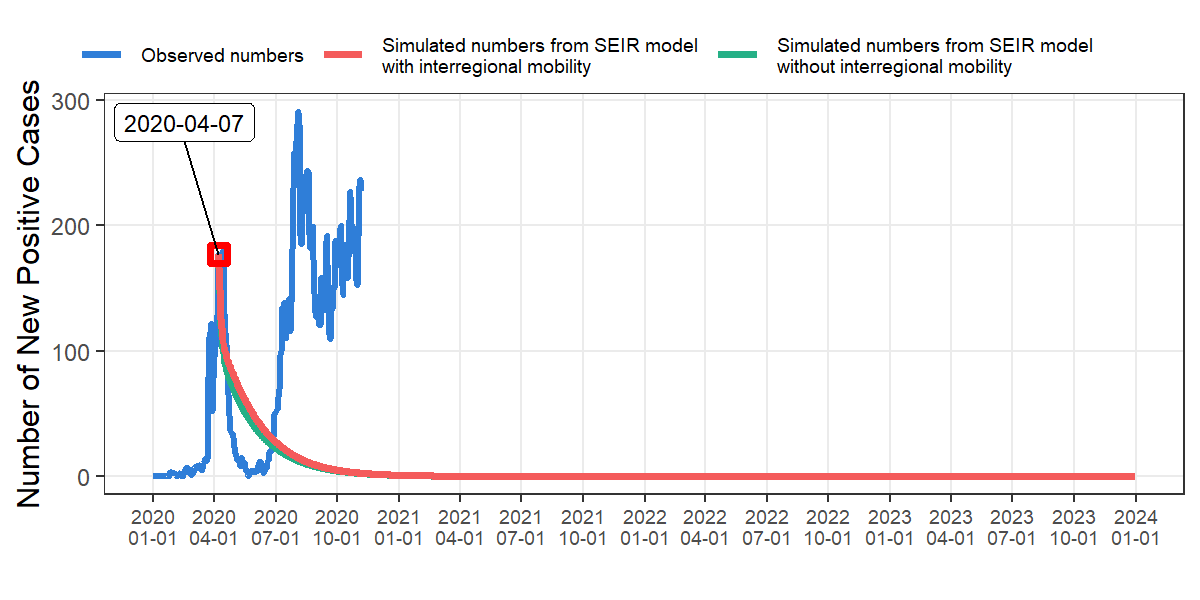 Observed numbers
Simulated numbers from SEIR model
with interregional mobility
Simulated numbers from SEIR model
without interregional mobility
Number of New Positive Cases
300
200
100
0
2020-04-07
2020 2020 2020 2020 2021 2021 2021 2021 2022 2022 2022 2022 2023 2023 2023 2023 2024
01-01 04-01 07-01 10-01 01-01 04-01 07-01 10-01 01-01 04-01 07-01 10-01 01-01 04-01 07-01 10-01 01-01